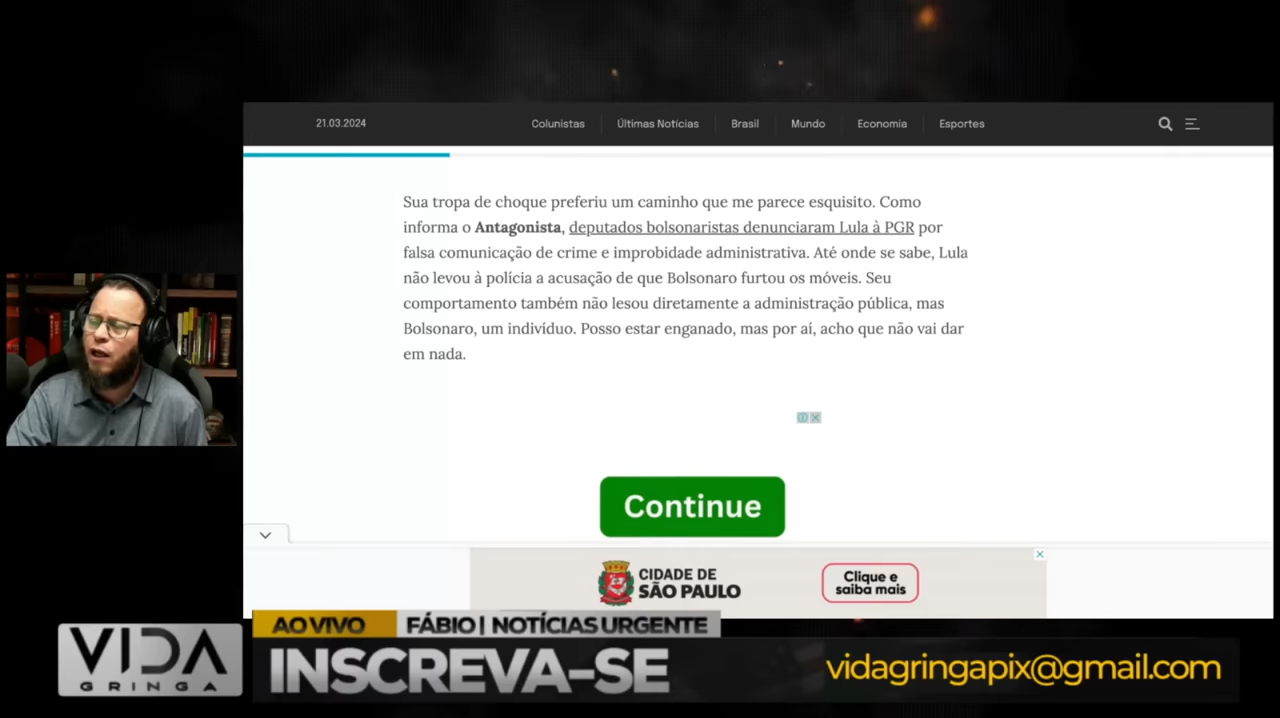 21.03.2024
Colunistas
Últimas Notícias
Brasil
Mundo
Economia
Esportes
Sua tropa de choque preferiu um caminho que me parece esquisito. Como
informa o Antagonista, deputados bolsonaristas denunciaram Lula à PGR por
falsa comunicação de crime e improbidade administrativa. Até onde se sabe, Lula
não levou à polícia a acusação de que Bolsonaro furtou os móveis. Seu
comportamento também não lesou diretamente a administração pública, mas
Bolsonaro, um indivíduo. Posso estar enganado, mas por aí, acho que não vai dar
em nada.
Continue
CIDADE DE
SÃO PAULO
Clique e
saiba mais
AO VIVO
FÁBIO | NOTÍCIAS URGENTE
VIDA
GRINGA
INSCREVA-SE
vidagringapix@gmail.com